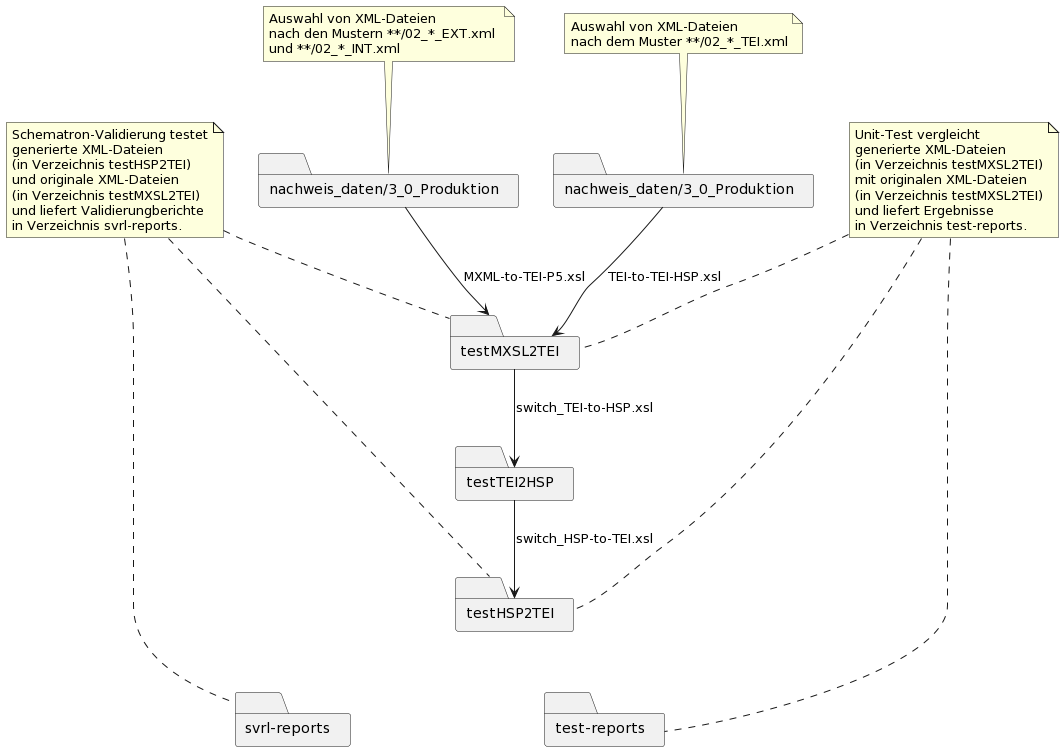 Auswahl von XML-Dateien
nach den Mustern **/02_*_EXT.xml
und **/02_*_INT.xml
Auswahl von XML-Dateien
nach dem Muster **/02_*_TEI.xml
Schematron-Validierung testet
generierte XML-Dateien
(in Verzeichnis testHSP2TEI)
und originale XML-Dateien
(in Verzeichnis testMXSL2TEI)
und liefert Validierungberichte
in Verzeichnis svrl-reports.
nachweis_daten/3_0_Produktion
nachweis_daten/3_0_Produktion
Unit-Test vergleicht
generierte XML-Dateien
(in Verzeichnis testMXSL2TEI)
mit originalen XML-Dateien
(in Verzeichnis testMXSL2TEI)
und liefert Ergebnisse
in Verzeichnis test-reports.
MXML-to-TEI-P5.xsl
TEI-to-TEI-HSP.xsl
testMXSL2TEI
switch_TEI-to-HSP.xsl
testTEI2HSP
switch_HSP-to-TEI.xsl
testHSP2TEI
svrl-reports
test-reports